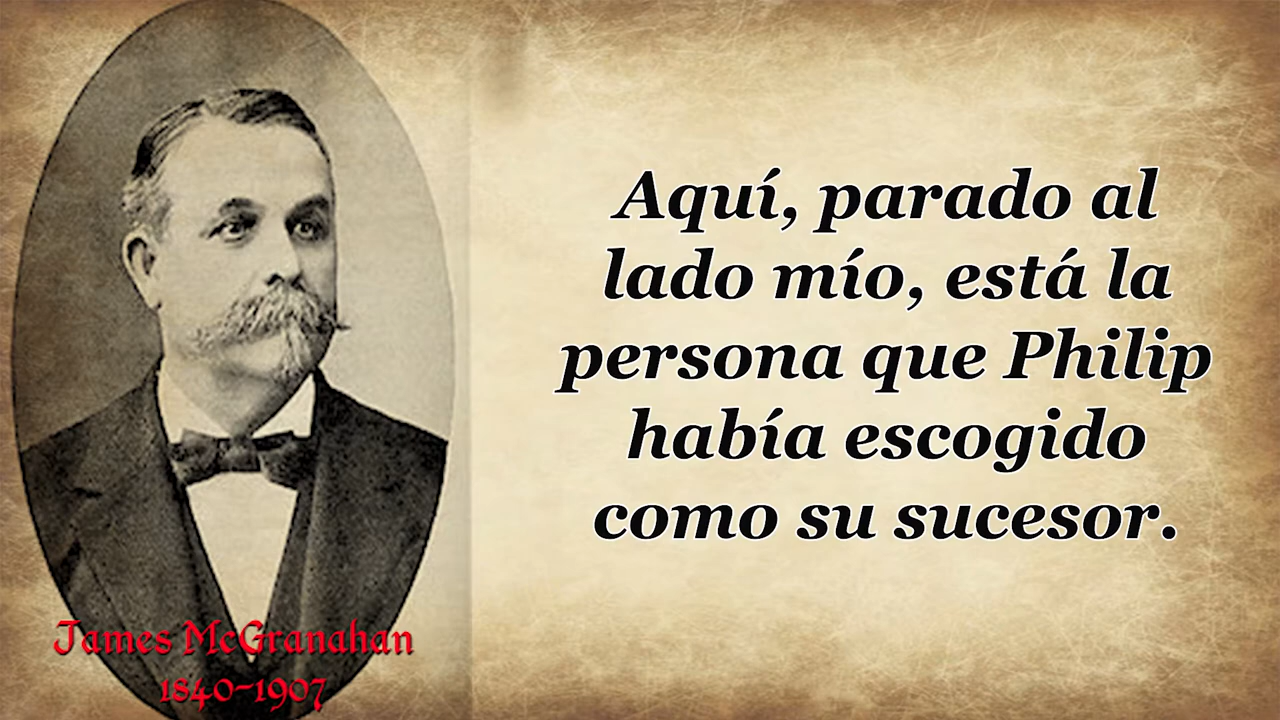 Aquí, parado al
lado mío, está la
persona que Philip
había escogido
como su sucesor.
James McGranahan
1840-1907